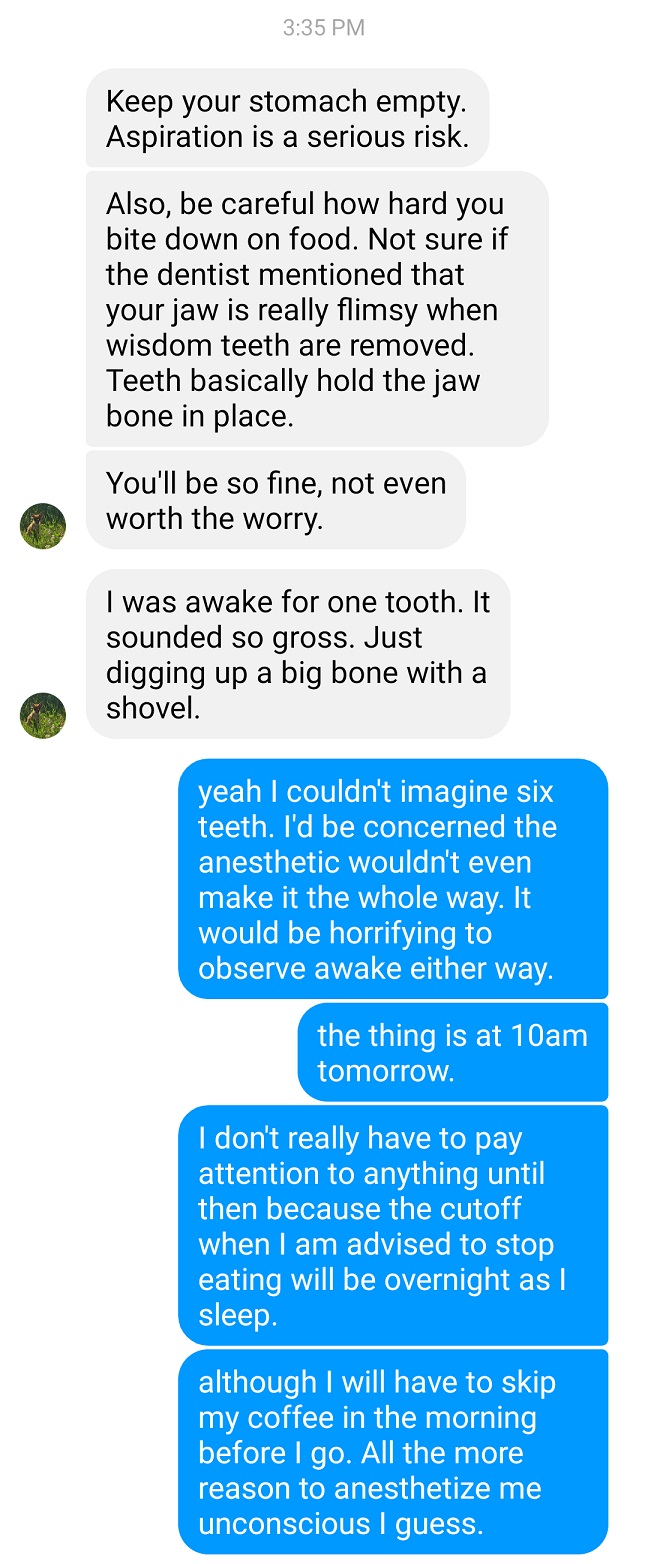 3:35 PM
Keep your stomach empty.
Aspiration is a serious risk.
Also, be careful how hard you
bite down on food. Not sure if
the dentist mentioned that
your jaw is really flimsy when
wisdom teeth are removed.
Teeth basically hold the jaw
bone in place.
You'll be so fine, not even
worth the worry.
I was awake for one tooth. It
sounded so gross. Just
digging up a big bone with a
shovel.
yeah I couldn't imagine six
teeth. I'd be concerned the
anesthetic wouldn't even
make it the whole way. It
would be horrifying to
observe awake either way.
the thing is at 10am
tomorrow.
I don't really have to pay
attention to anything until
then because the cutoff
when I am advised to stop
eating will be overnight as I
sleep.
although I will have to skip
my coffee in the morning
before I go. All the more
reason to anesthetize me
unconscious I guess.